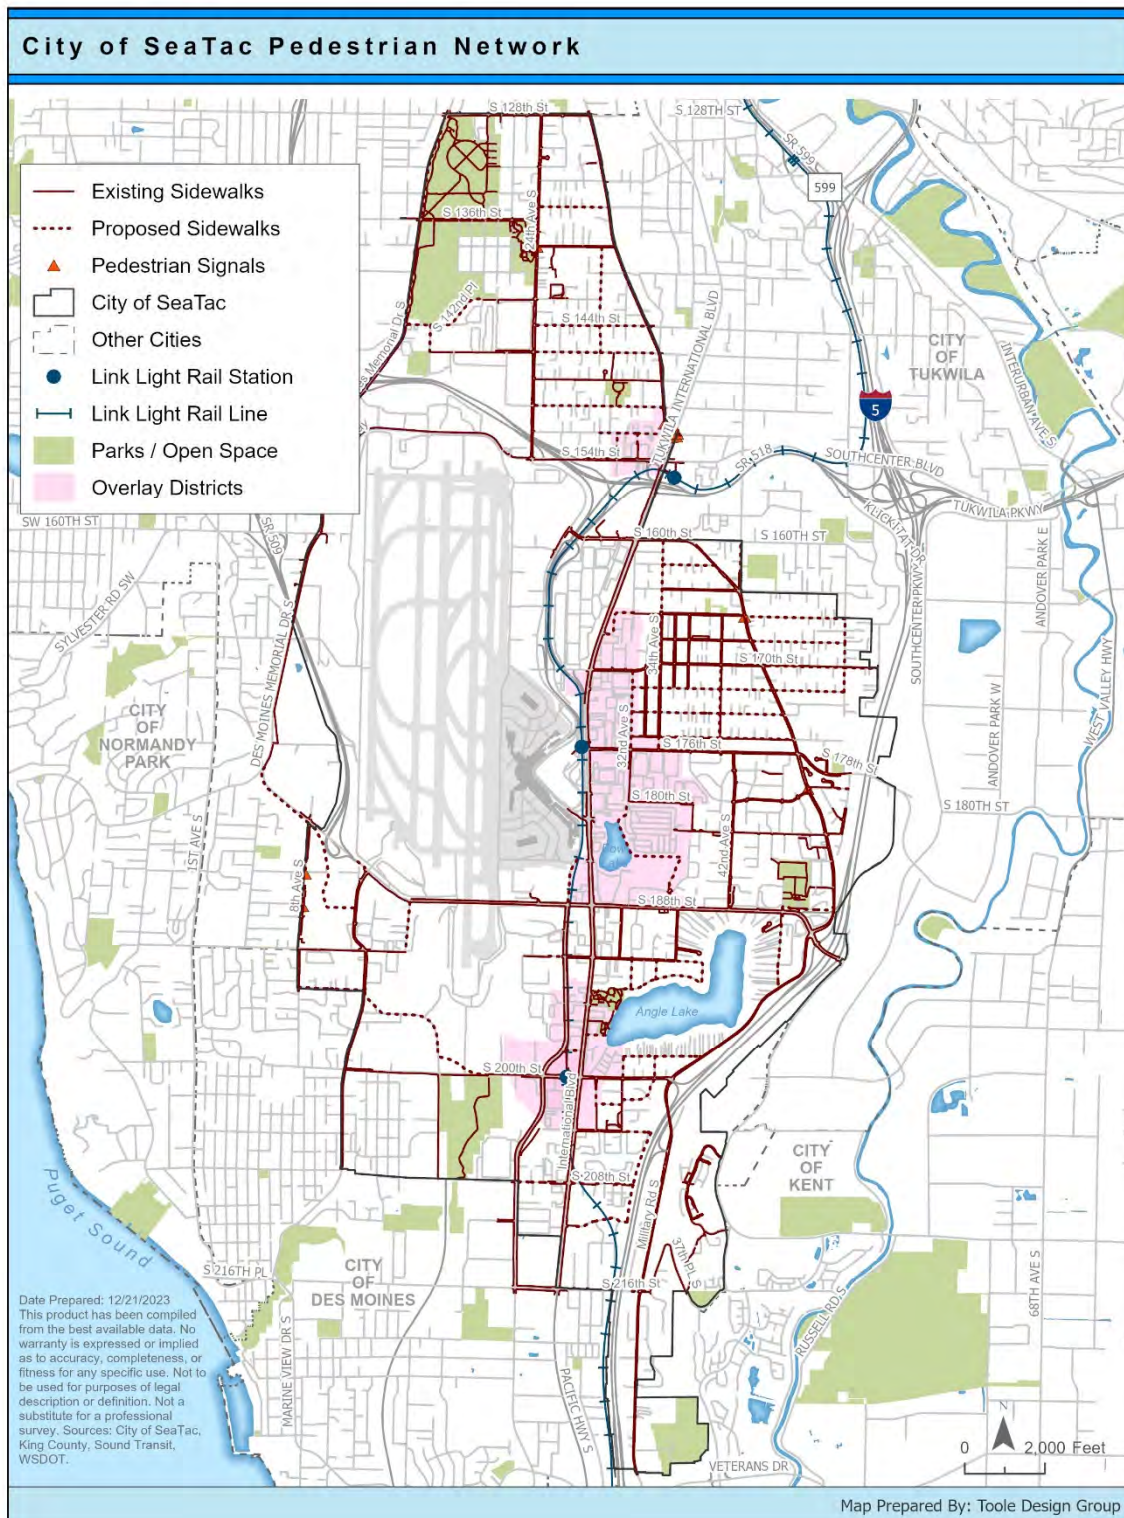 City of SeaTac Pedestrian Network
S 128th St
S 128TH ST
SR 599
599
Existing Sidewalks
Proposed Sidewalks
Pedestrian Signals
City of SeaTac
Other Cities
Link Light Rail Station
Link Light Rail Line
Parks / Open Space
Overlay Districts
S 136th St
24th Ave S
S 142nd Pl
S 144th St
Memorial Dr S
TUKWILA INTERNATIONAL BLVD
CITY
OF
TUKWILA
INTERURBAN AVE S
5
S 154th St
SR 518
SOUTHCENTER BLVD
TUKWILA PKWY
KLICKITAT DR
SW 160TH ST
SR 509
S 160th St
S 160TH ST
ANDOVER PARK E
SYLVESTER RD SW
SOUTHCENTER PKWY
34th Ave S
S 170th St
DES MOINES MEMORIAL DR S
WEST VALLEY HWY
ANDOVER PARK W
CITY
OF
NORMANDY
PARK
32nd Ave S
S 176th St
S 178th St
S 180th St
S 180TH ST
1ST AVE S
42nd Ave S
8th Ave S
S 188th St
Angle Lake
S 200th St
International Blvd
CITY
OF
KENT
S 208th St
Military Rd S
37th Pl S
68TH AVE S
Puget Sound
S 216TH PL
CITY
OF
DES MOINES
S 216th St
RUSSELL RD S
MARINE VIEW DR S
PACIFIC HWY S
VETERANS DR
Date Prepared: 12/21/2023
This product has been compiled
from the best available data. No
warranty is expressed or implied
as to accuracy, completeness, or
fitness for any specific use. Not to
be used for purposes of legal
description or definition. Not a
substitute for a professional
survey. Sources: City of SeaTac,
King County, Sound Transit,
WSDOT.
N
0 2,000 Feet
Map Prepared By: Toole Design Group